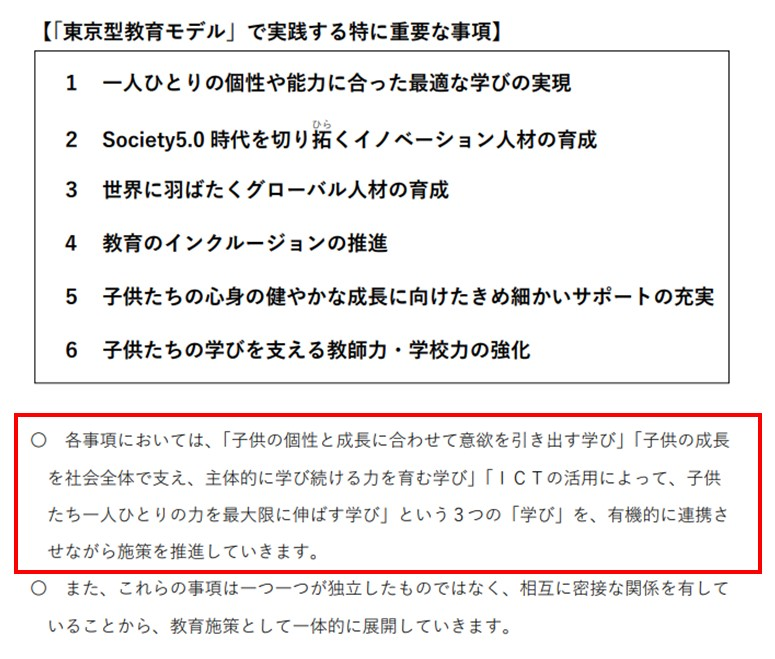 【「東京型教育モデル」で実践する特に重要な事項】
1 一人ひとりの個性や能力に合った最適な学びの実現
ひら
2 Society5.0 時代を切り拓くイノベーション人材の育成
3 世界に羽ばたくグローバル人材の育成
4 教育のインクルージョンの推進
5 子供たちの心身の健やかな成長に向けたきめ細かいサポートの充実
6 子供たちの学びを支える教師力・学校力の強化
〇 各事項においては、「子供の個性と成長に合わせて意欲を引き出す学び」「子供の成長
を社会全体で支え、主体的に学び続ける力を育む学び」「ＩＣＴの活用によって、子供
たち一人ひとりの力を最大限に伸ばす学び」という３つの「学び」を、有機的に連携さ
せながら施策を推進していきます。
〇 また、これらの事項は一つ一つが独立したものではなく、相互に密接な関係を有して
いることから、教育施策として一体的に展開していきます。